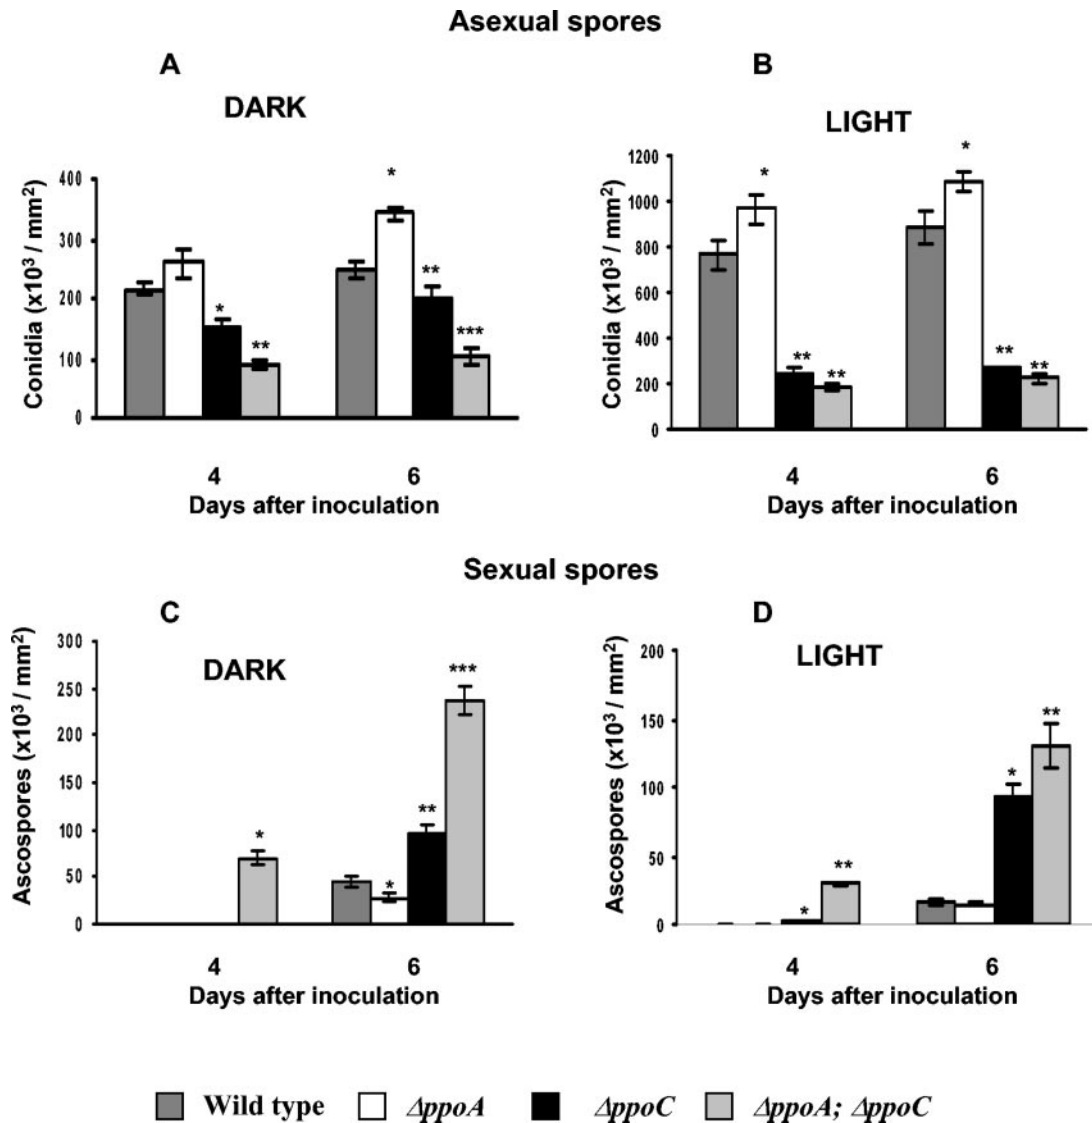 Asexual spores
A
DARK
Conidia (x10³ / mm²)
400
300
200
100
0
*
**
*
**
***
4
6
Days after inoculation
B
LIGHT
Conidia (x10³ / mm²)
1200
1000
800
600
400
200
0
*
**
**
*
**
**
4
6
Days after inoculation
Sexual spores
C
DARK
Ascospores (x10³ / mm²)
300
250
200
150
100
50
0
*
*
**
***
4
6
Days after inoculation
D
LIGHT
Ascospores (x10³ / mm²)
200
150
100
50
0
*
**
*
**
4
6
Days after inoculation
Wild type ΔppoA ΔppoC ΔppoA; ΔppoC